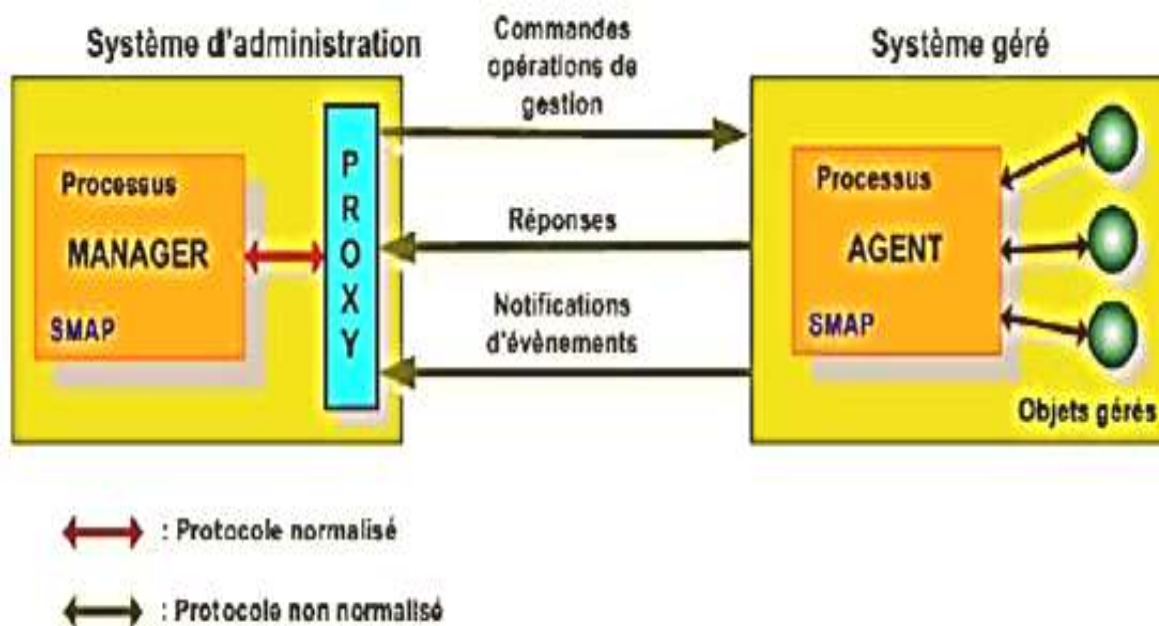 Système d'administration
Commandes
opérations de
gestion
Système géré
Processus
MANAGER
SMAP
PROXY
Réponses
Notifications
d'évènements
Processus
AGENT
SMAP
Objets gérés
: Protocole normalisé
: Protocole non normalisé